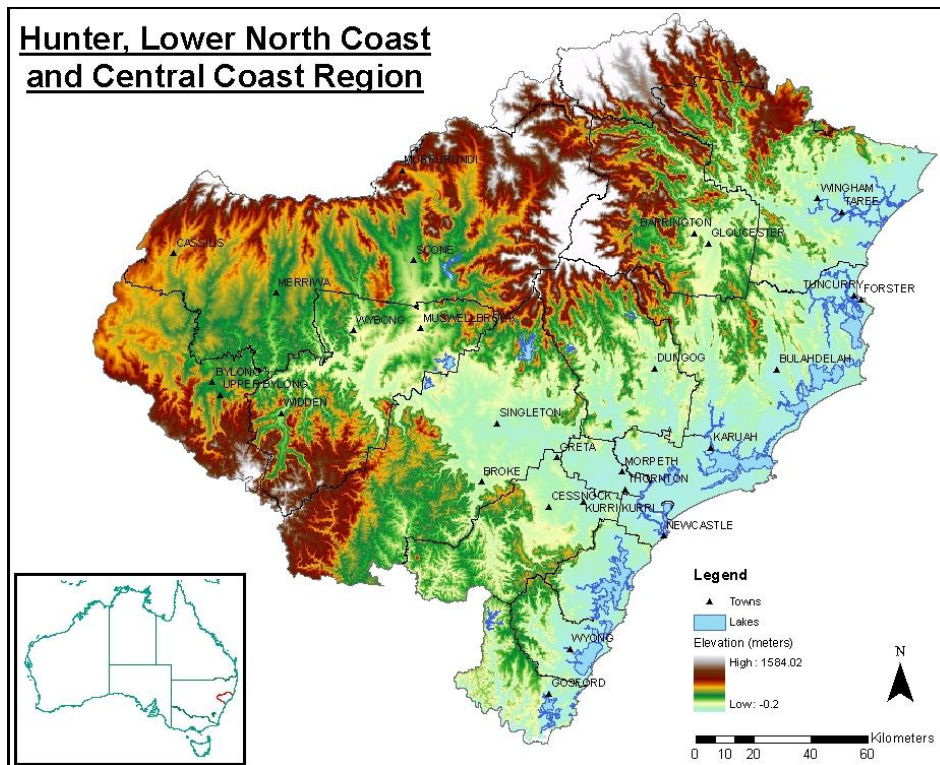 Hunter, Lower North Coast
and Central Coast Region
MURRURUNDI
WINGHAM
TAREE
BARRINGTON
GLOUCESTER
CASSILIS
SCONE
MERRIWA
TUNCURRY
FORSTER
WYBONG
MUSWELLBROOK
DUNGOG
BULAHDELAH
BYLONG
UPPER BYLONG
WIDDEN
SINGLETON
KARUAH
GRETA
BROKE
MORPETH
THORNTON
CESSNOCK
KURRI KURRI
NEWCASTLE
WYONG
GOSFORD
Legend
Towns
Lakes
Elevation (meters)
High : 1584.02
Low: -0.2
N
Kilometers
0 10 20 40 60